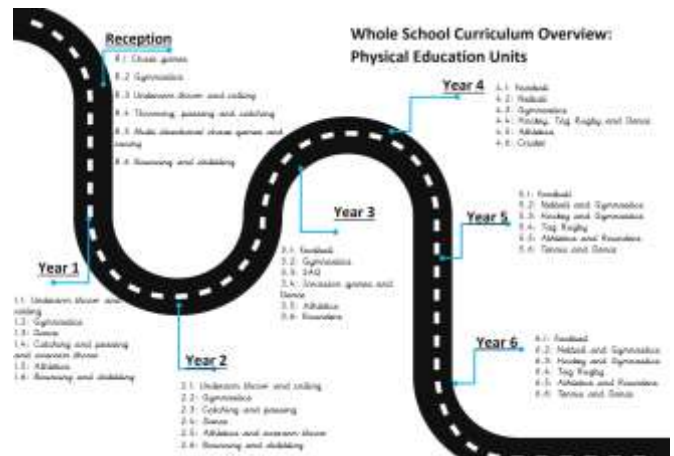 Whole School Curriculum Overview:
Physical Education Units
Reception
R.1: Chase games
R.2: Gymnastics
R.3: Underarm throw and rolling
R.4: Throwing, passing and catching
R.5: Multi directional chase games and
racing
R.6: Bouncing and dribbling
Year 1
1.1: Underarm throw and
rolling
1.2: Gymnastics
1.3: Dance
1.4: Catching and passing
and overarm throw
1.5: Athletics
1.6: Bouncing and dribbling
Year 2
2.1: Underarm throw and rolling
2.2: Gymnastics
2.3: Catching and passing
2.4: Dance
2.5: Athletics and overarm throw
2.6: Bouncing and dribbling
Year 3
3.1: Football
3.2: Gymnastics
3.3: SAQ
3.4: Invasion games and
Dance
3.5: Athletics
3.6: Rounders
Year 4
4.1: Football
4.2: Netball
4.3: Gymnastics
4.4: Hockey, Tag Rugby and Dance
4.5: Athletics
4.6: Cricket
Year 5
5.1: Football
5.2: Netball and Gymnastics
5.3: Hockey and Gymnastics
5.4: Tag Rugby
5.5: Athletics and Rounders
5.6: Tennis and Dance
Year 6
6.1: Football
6.2: Netball and Gymnastics
6.3: Hockey and Gymnastics
6.4: Tag Rugby
6.5: Athletics and Rounders
6.6: Tennis and Dance